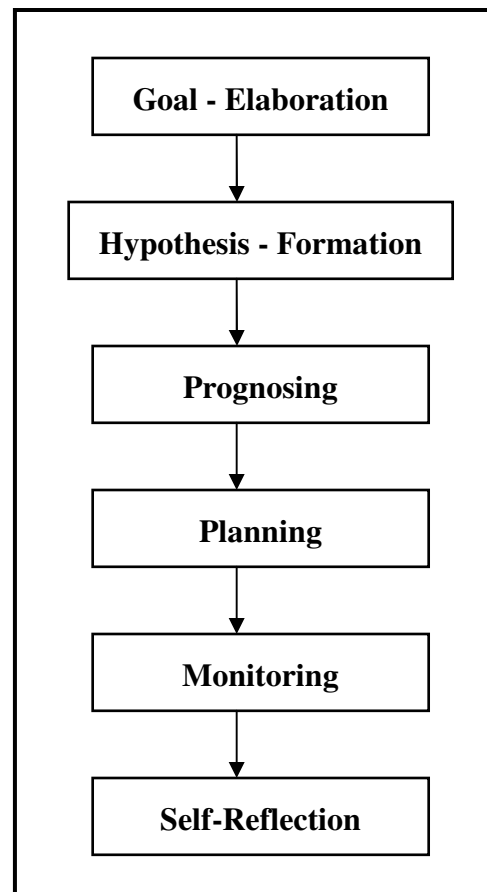 Goal - Elaboration
Hypothesis - Formation
Prognosing
Planning
Monitoring
Self-Reflection